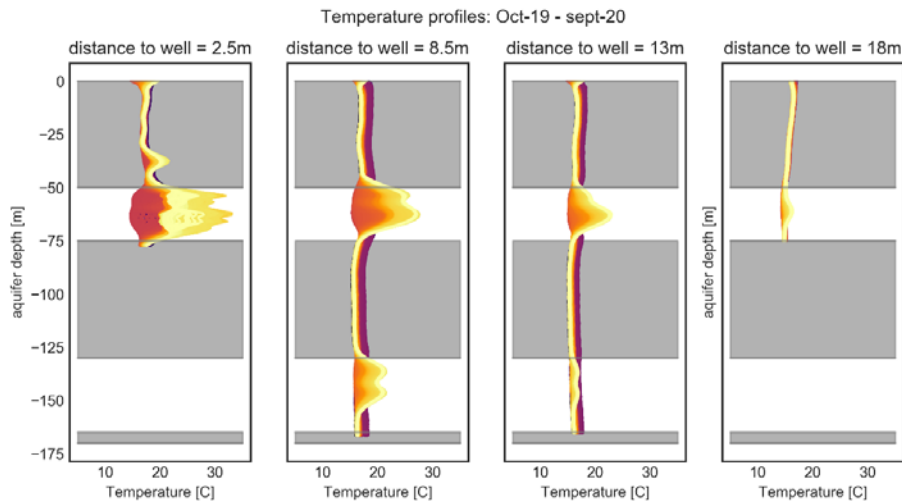 Temperature profiles: Oct-19 - sept-20
distance to well = 2.5m
distance to well = 8.5m
distance to well = 13m
distance to well = 18m
aquifer depth [m]
0
−25
−50
−75
−100
−125
−150
−175
aquifer depth [m]
10 20 30
10 20 30
10 20 30
10 20 30
Temperature [C]
Temperature [C]
Temperature [C]
Temperature [C]